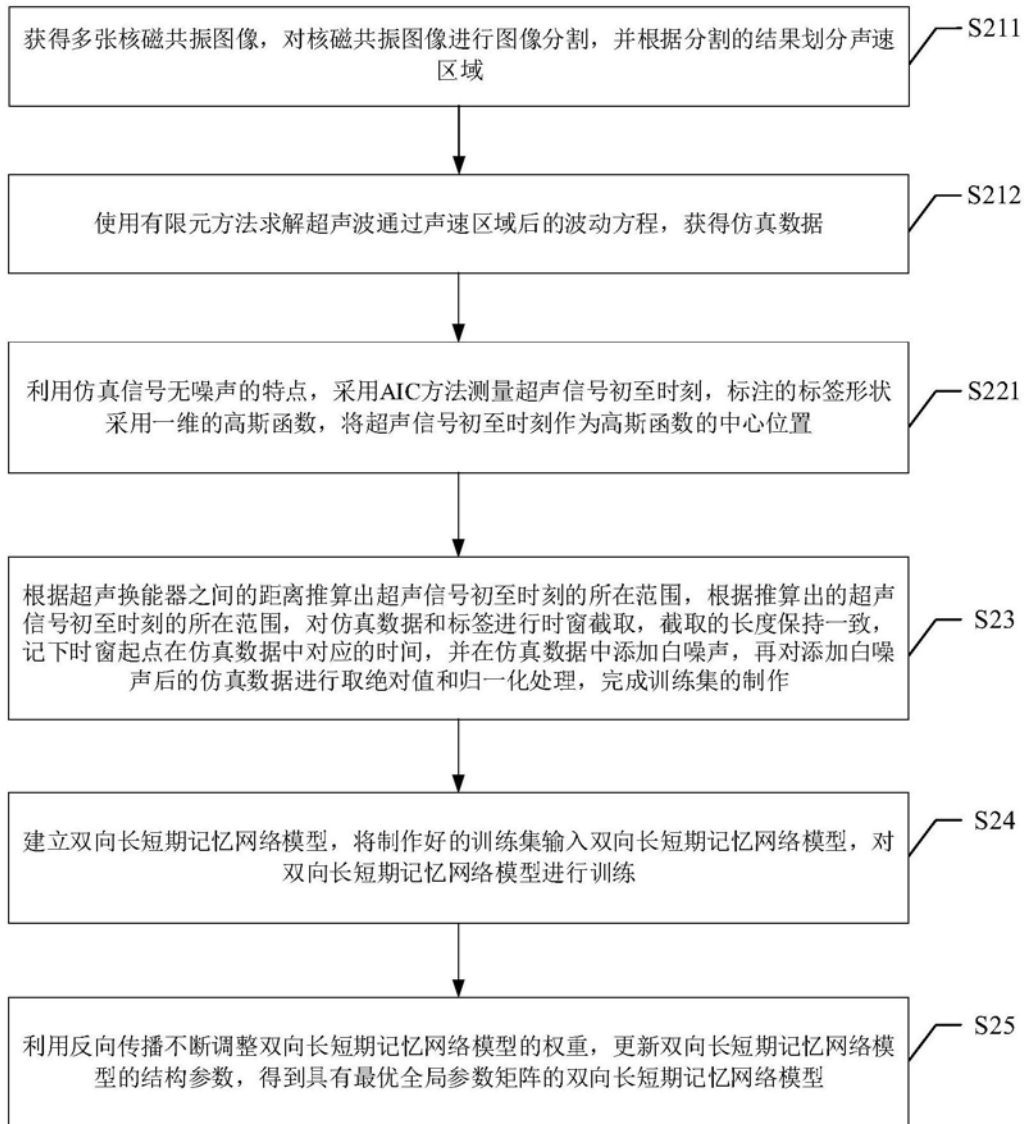 获得多张核磁共振图像，对核磁共振图像进行图像分割，并根据分割的结果划分声速
区域
S211
使用有限元方法求解超声波通过声速区域后的波动方程，获得仿真数据
S212
利用仿真信号无噪声的特点，采用AIC方法测量超声信号初至时刻，标注的标签形状
采用一维的高斯函数，将超声信号初至时刻作为高斯函数的中心位置
S221
根据超声换能器之间的距离推算出超声信号初至时刻的所在范围，根据推算出的超声
信号初至时刻的所在范围，对仿真数据和标签进行时窗截取，截取的长度保持一致，
记下时窗起点在仿真数据中对应的时间，并在仿真数据中添加白噪声，再对添加白噪
声后的仿真数据进行取绝对值和归一化处理，完成训练集的制作
S23
建立双向长短期记忆网络模型，将制作好的训练集输入双向长短期记忆网络模型，对
双向长短期记忆网络模型进行训练
S24
利用反向传播不断调整双向长短期记忆网络模型的权重，更新双向长短期记忆网络模
型的结构参数，得到具有最优全局参数矩阵的双向长短期记忆网络模型
S25